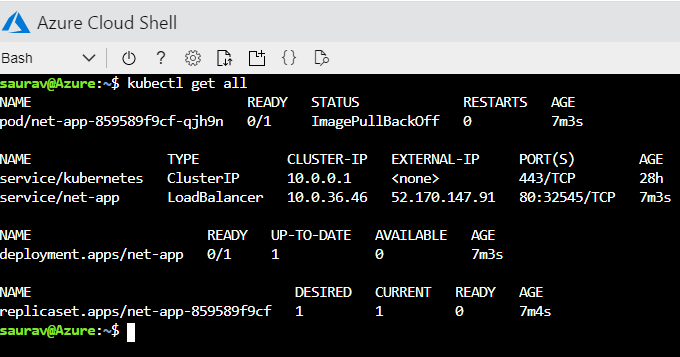 Azure Cloud Shell
Bash
saurav@Azure:~$ kubectl get all
NAME READY STATUS RESTARTS AGE
pod/net-app-859589f9cf-qjh9n 0/1 ImagePullBackOff 0 7m3s
NAME TYPE CLUSTER-IP EXTERNAL-IP PORT(S) AGE
service/kubernetes ClusterIP 10.0.0.1 <none> 443/TCP 28h
service/net-app LoadBalancer 10.0.36.46 52.170.147.91 80:32545/TCP 7m3s
NAME READY UP-TO-DATE AVAILABLE AGE
deployment.apps/net-app 0/1 1 0 7m3s
NAME DESIRED CURRENT READY AGE
replicaset.apps/net-app-859589f9cf 1 1 0 7m4s
saurav@Azure:~$